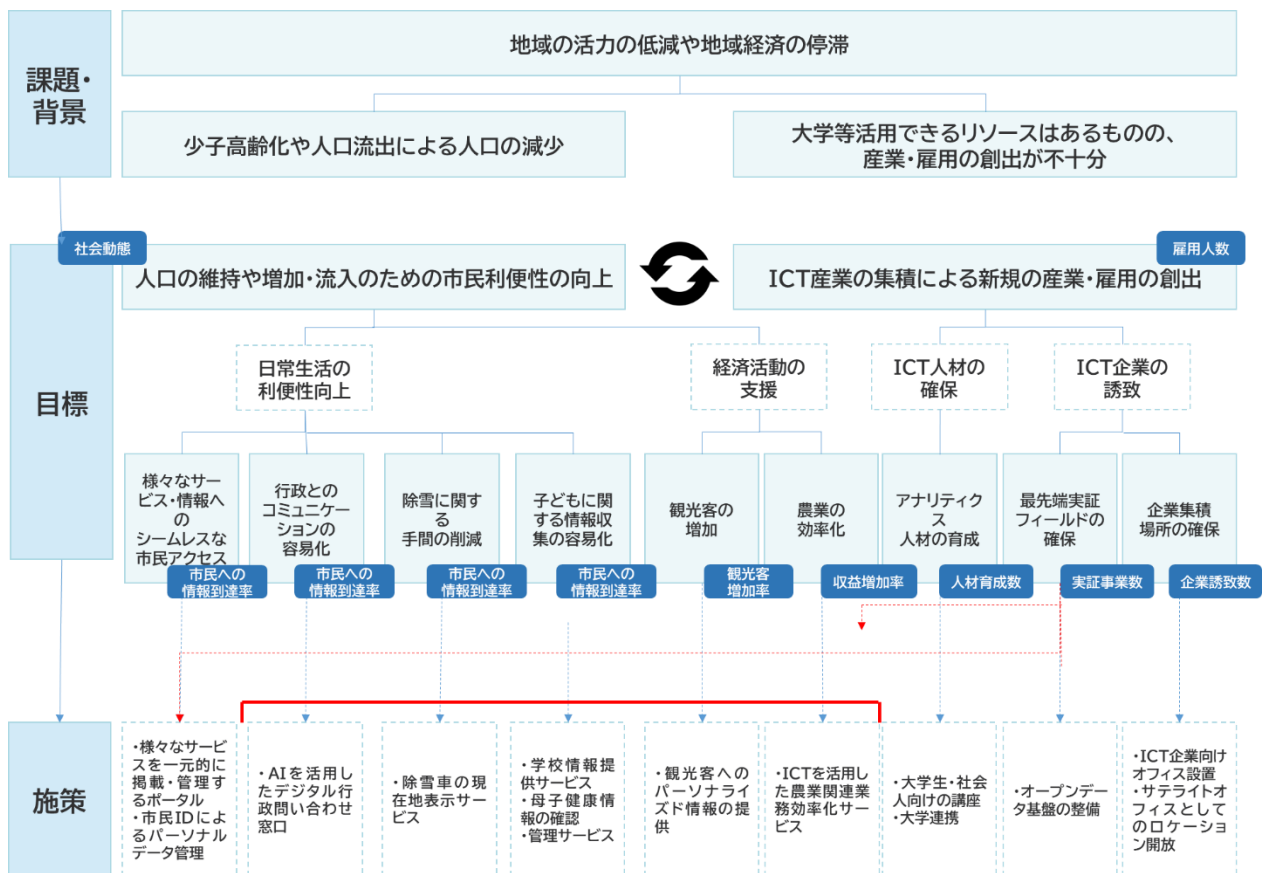 課題・
背景
地域の活力の低減や地域経済の停滞
少子高齢化や人口流出による人口の減少
大学等活用できるリソースはあるものの、
産業・雇用の創出が不十分
目標
社会動態
人口の維持や増加・流入のための市民利便性の向上
雇用人数
ICT産業の集積による新規の産業・雇用の創出
日常生活の
利便性向上
経済活動の
支援
ICT人材の
確保
ICT企業の
誘致
様々なサー
ビス・情報へ
の
シームレスな
市民アクセス
市民への
情報到達率
行政との
コミュニケー
ションの
容易化
市民への
情報到達率
除雪に関す
る
手間の削減
市民への
情報到達率
子どもに関
する情報収
集の容易化
市民への
情報到達率
観光客の
増加
観光客
増加率
農業の
効率化
収益増加率
アナリティク
ス
人材の育成
人材育成数
最先端実証
フィールドの
確保
実証事業数
企業集積
場所の確保
企業誘致数
施策
・様々なサービ
スを一元的に
掲載・管理す
るポータル
・市民IDによ
るパーソナル
データ管理
・AIを活用し
たデジタル行
政問い合わせ
窓口
・除雪車の現
在地表示サー
ビス
・学校情報提
供サービス
・母子健康情
報の確認
・管理サービス
・観光客への
パーソナライ
ズド情報の提
供
・ICTを活用し
た農業関連業
務効率化サー
ビス
・大学生・社会
人向けの講座
・大学連携
・オープンデー
タ基盤の整備
・ICT企業向け
オフィス設置
・サテライトオ
フィスとして
のロケーショ
ン開放